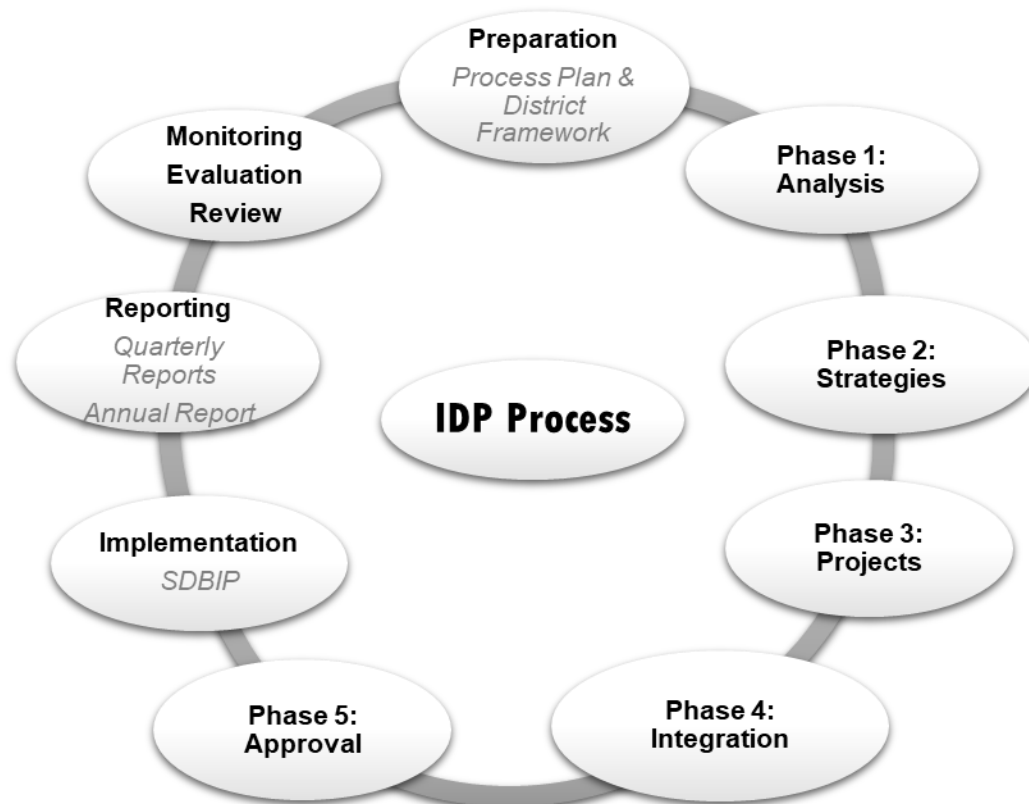 Preparation
Process Plan &
District
Framework
Phase 1:
Analysis
Phase 2:
Strategies
Phase 3:
Projects
Phase 4:
Integration
Phase 5:
Approval
Implementation
SDBIP
Reporting
Quarterly
Reports
Annual Report
Monitoring
Evaluation
Review
IDP Process